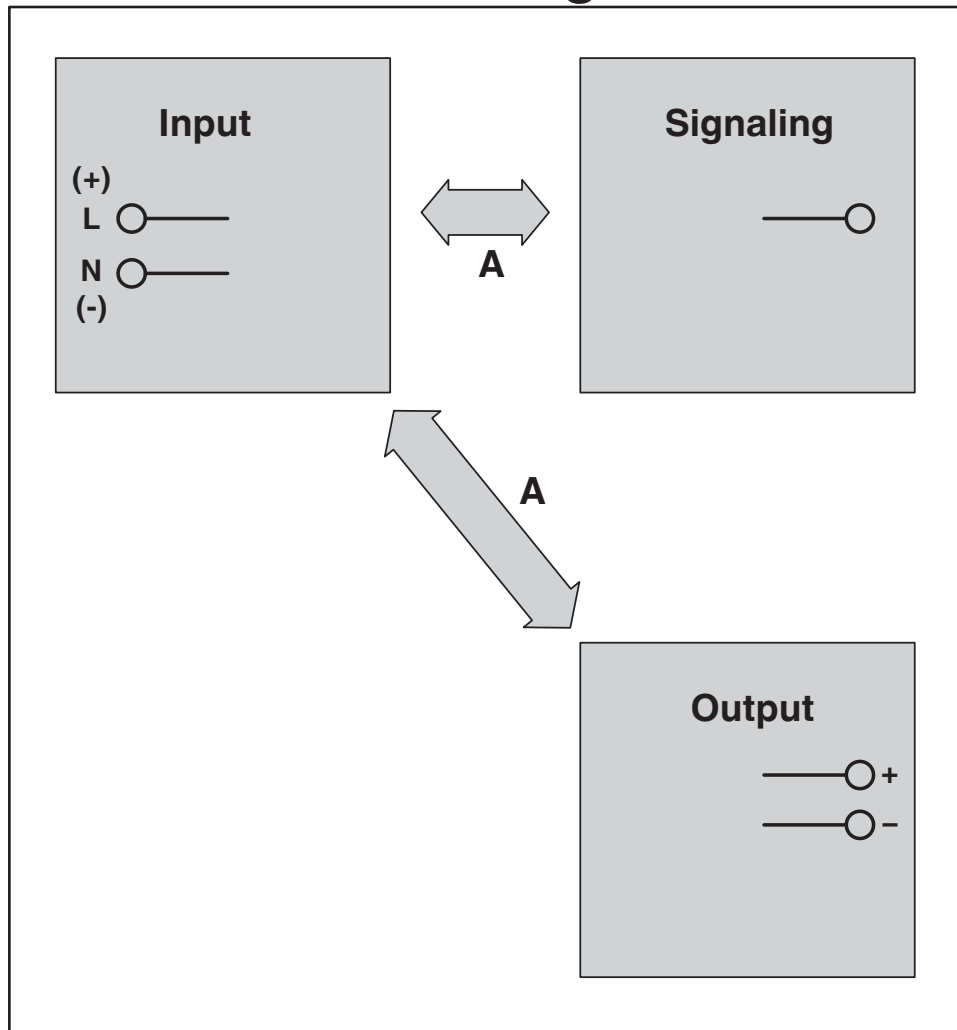 Input
(+)
L
N
(-)
A
Signaling
A
Output
+
–